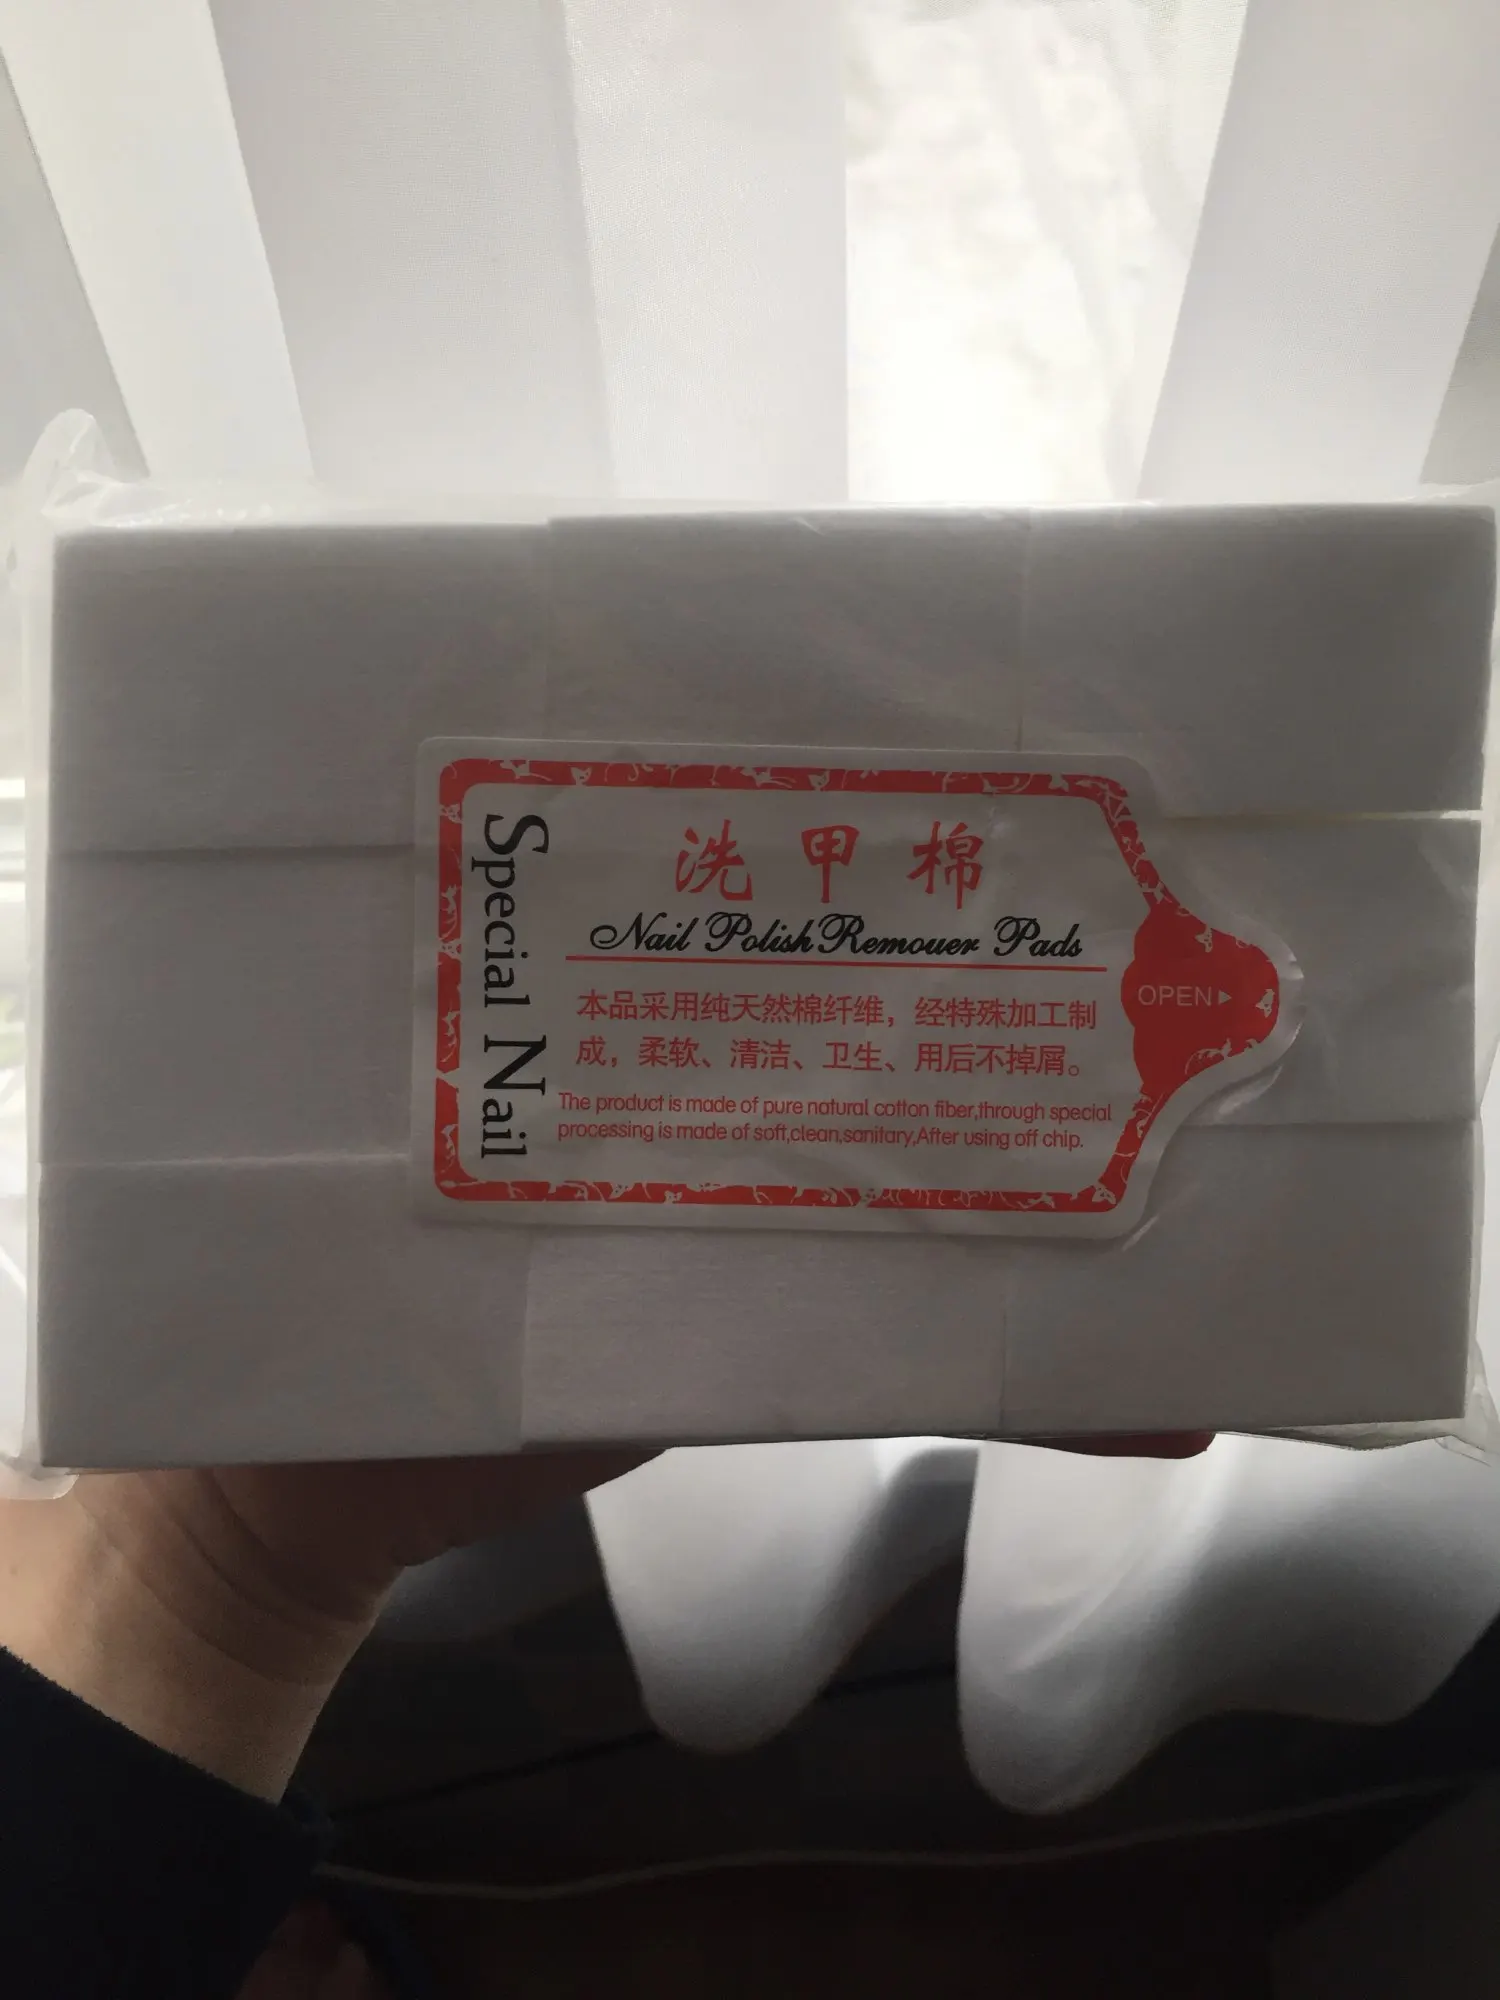 Special Nail
洗甲棉
Nail Polish Remouer Pads
本品采用纯天然棉纤维，经特殊加工制
成，柔软、清洁、卫生、用后不掉屑。
The product is made of pure natural cotton fiber,through special
processing is made of soft,clean,sanitary,After using off chip.
OPEN▶